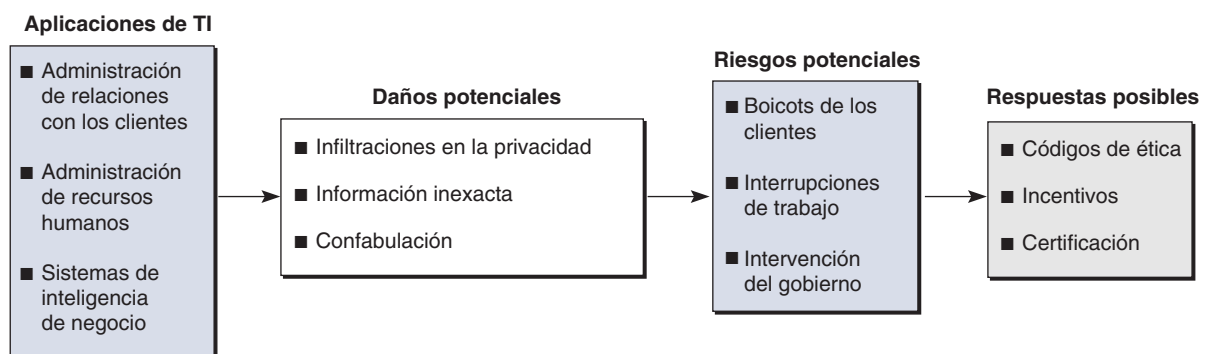 Aplicaciones de TI
■ Administración
de relaciones
con los clientes
■ Administración
de recursos
humanos
■ Sistemas de
inteligencia
de negocio
Daños potenciales
■ Infiltraciones en la privacidad
■ Información inexacta
■ Confabulación
Riesgos potenciales
■ Boicots de los
clientes
■ Interrupciones
de trabajo
■ Intervención
del gobierno
Respuestas posibles
■ Códigos de ética
■ Incentivos
■ Certificación